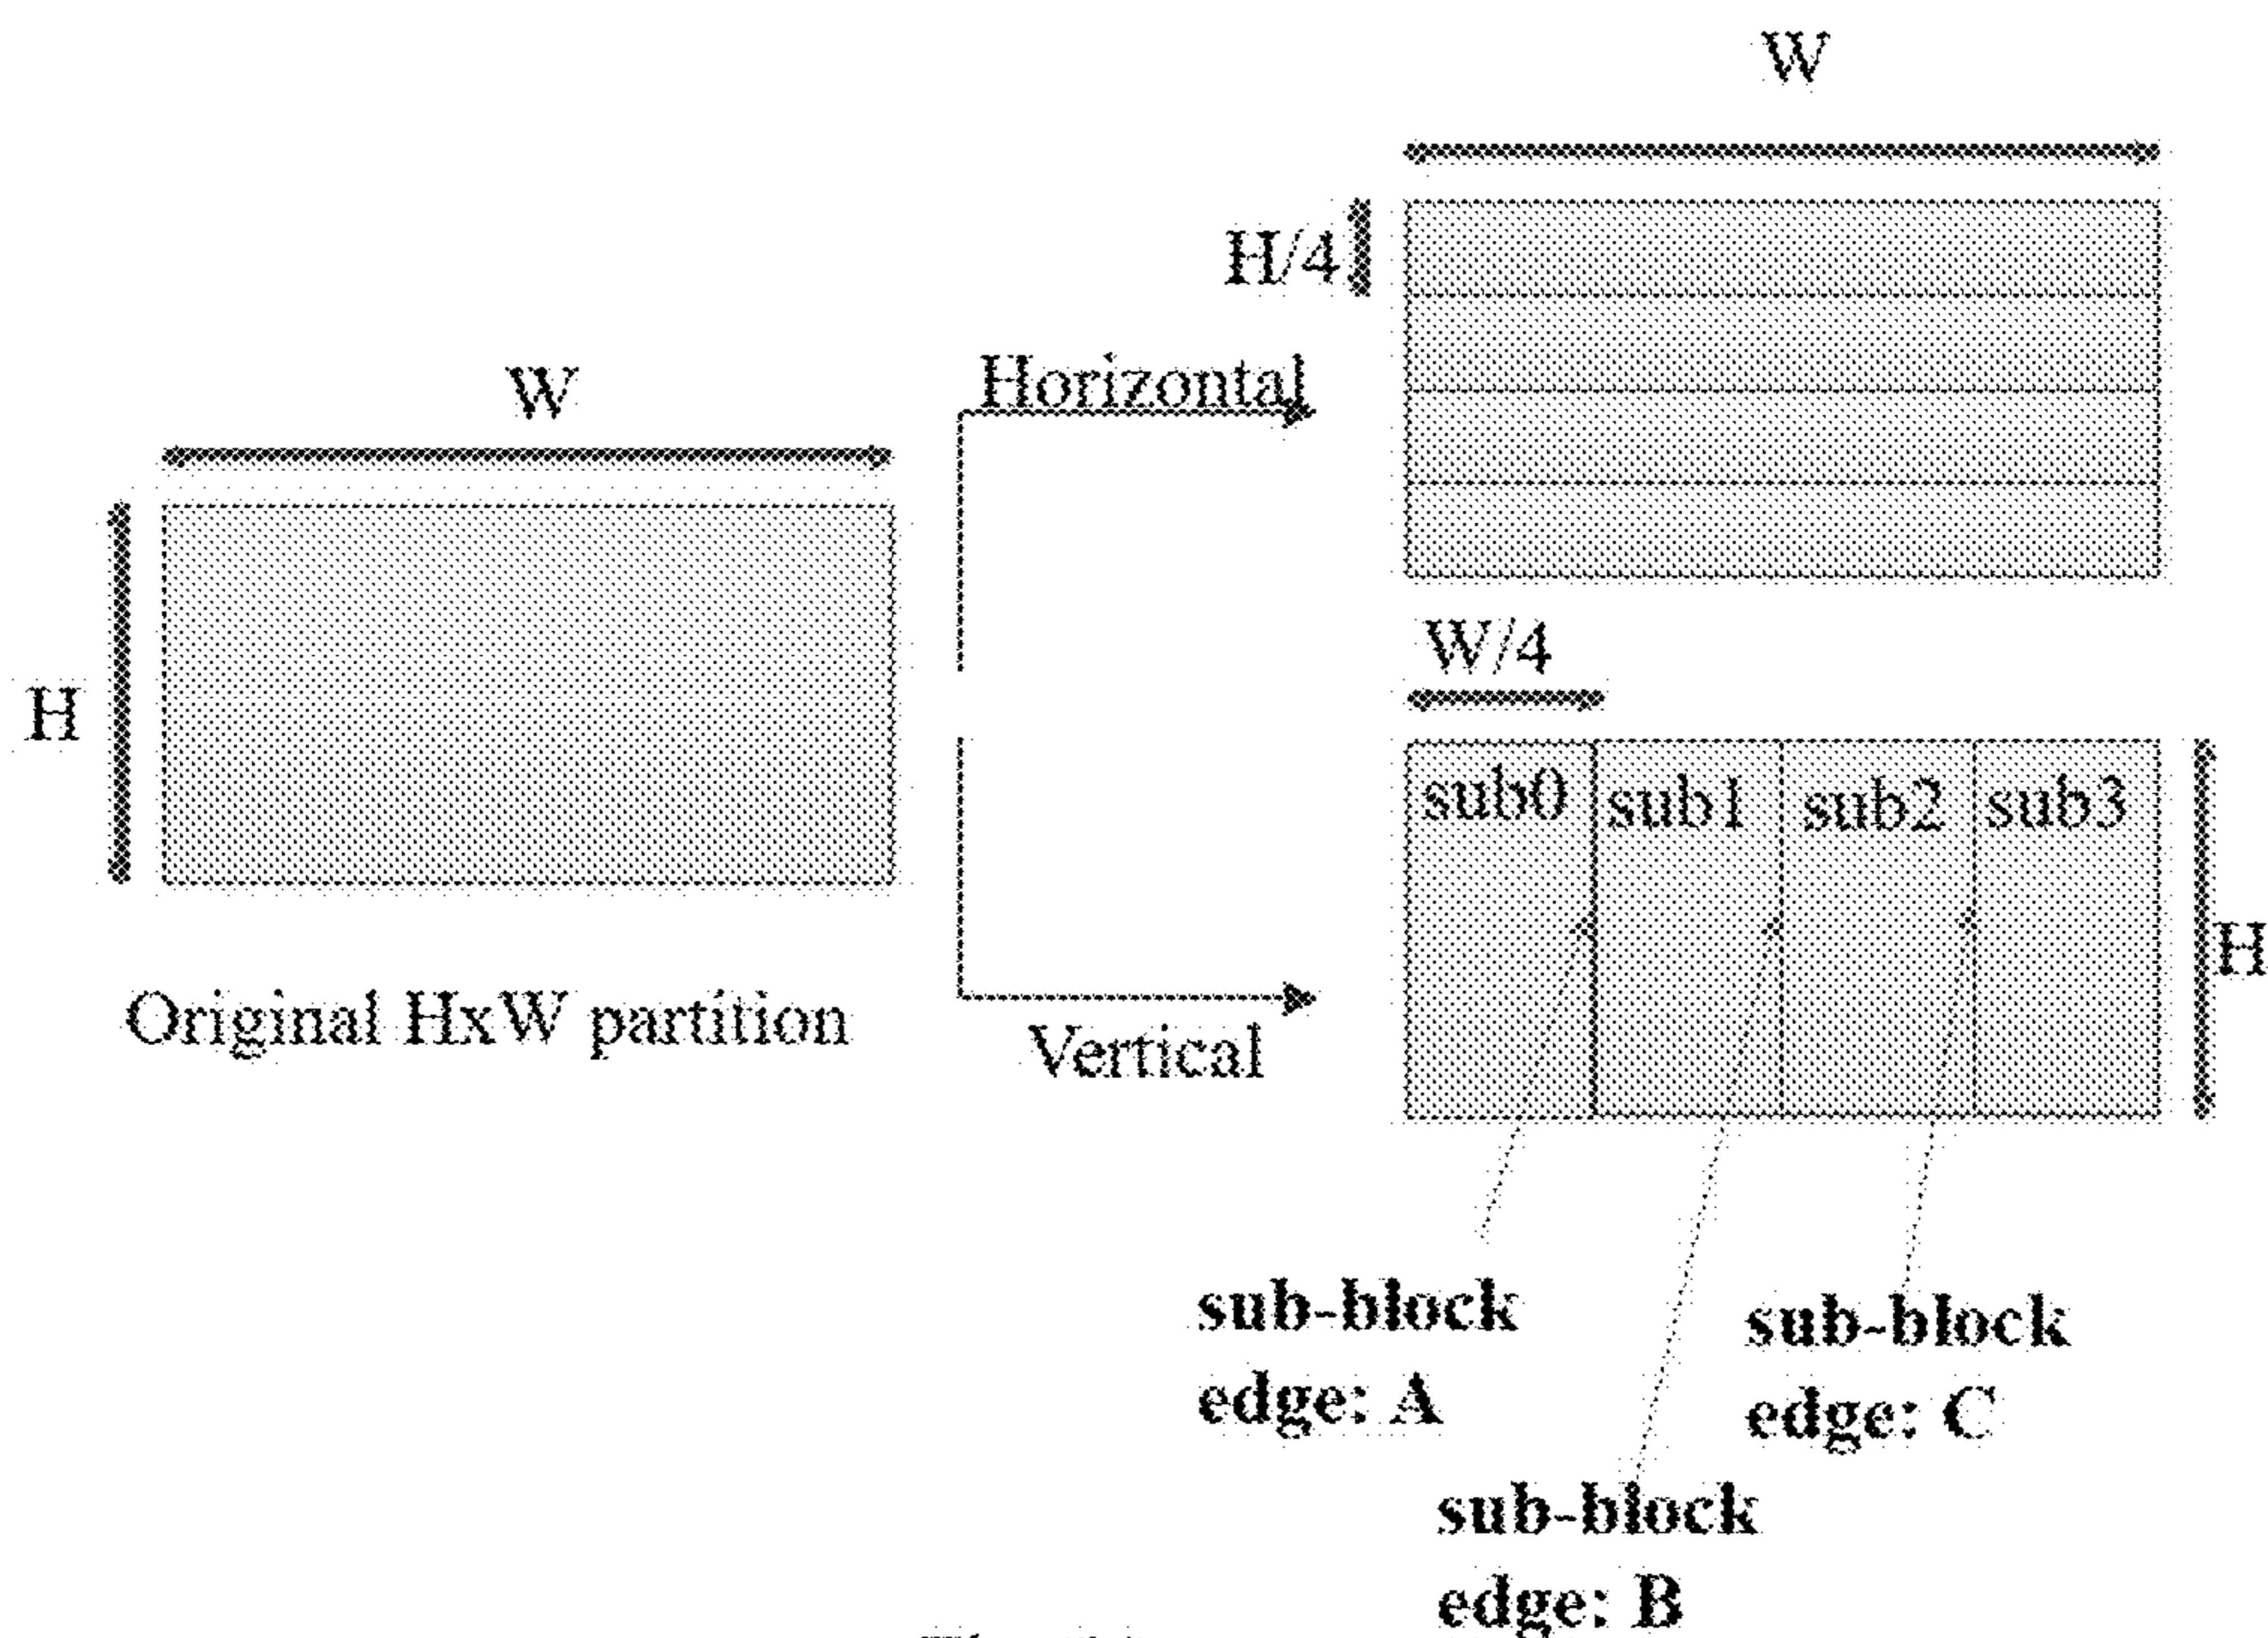 W
H/4
Horizontal
W
H
W/4
sub0 sub1 sub2 sub3
H
Original HxW partition
Vertical
sub-block
edge: A
sub-block
edge: C
sub-block
edge: B